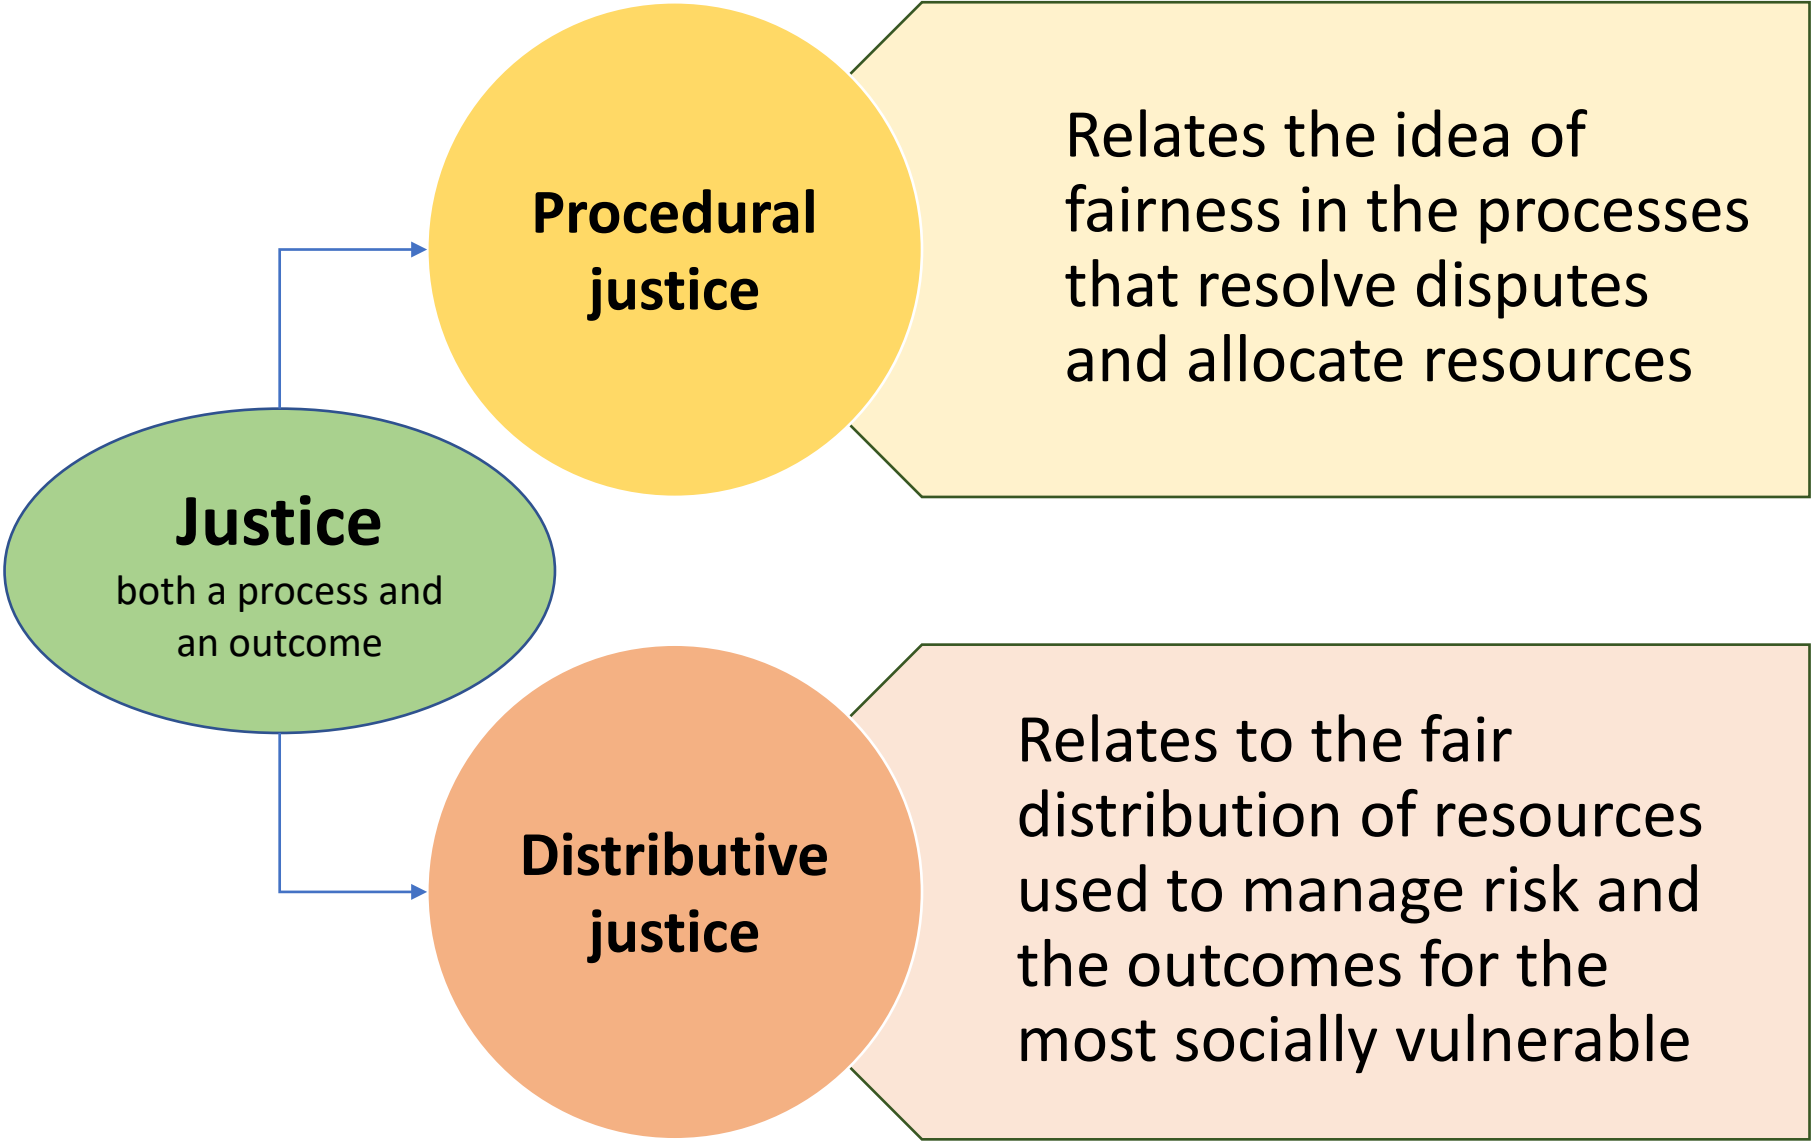 Procedural
justice
Relates the idea of
fairness in the processes
that resolve disputes
and allocate resources
Justice
both a process and
an outcome
Distributive
justice
Relates to the fair
distribution of resources
used to manage risk and
the outcomes for the
most socially vulnerable